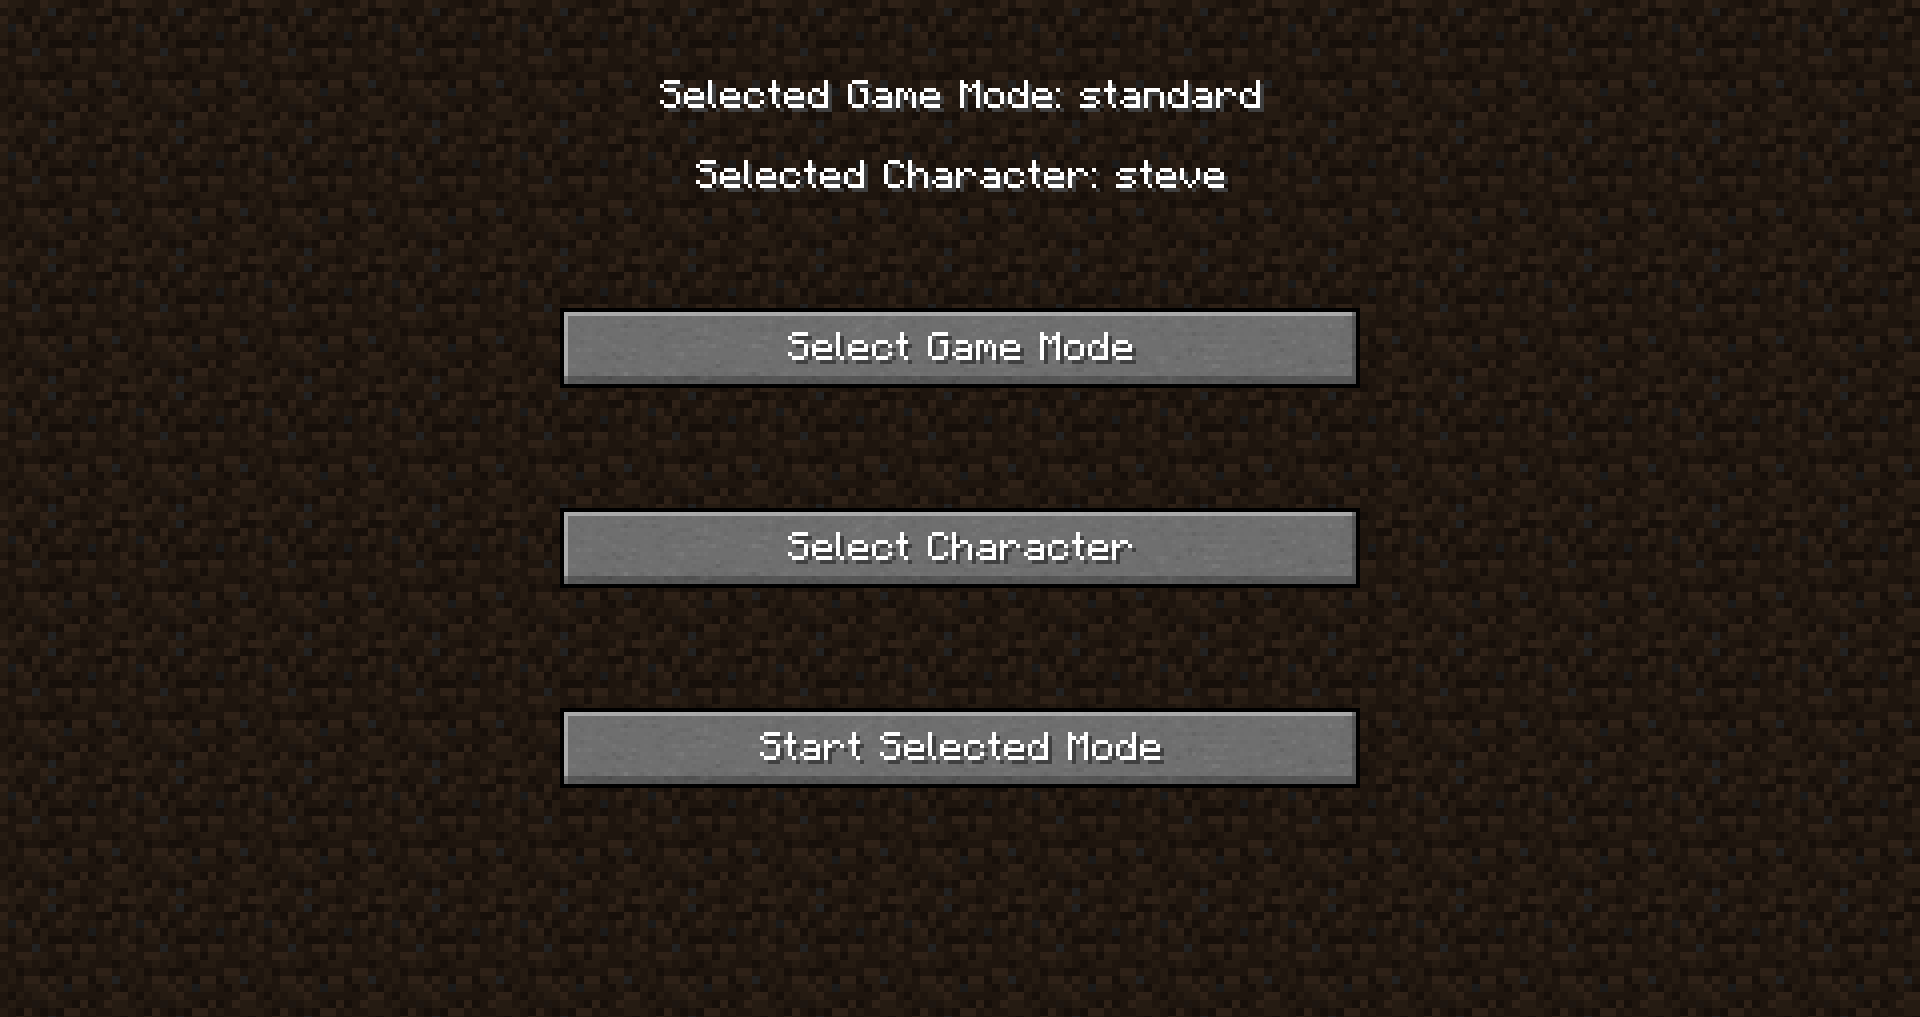 Selected Game Mode: standard
Selected Character: steve
Select Game Mode
Select Character
Start Selected Mode